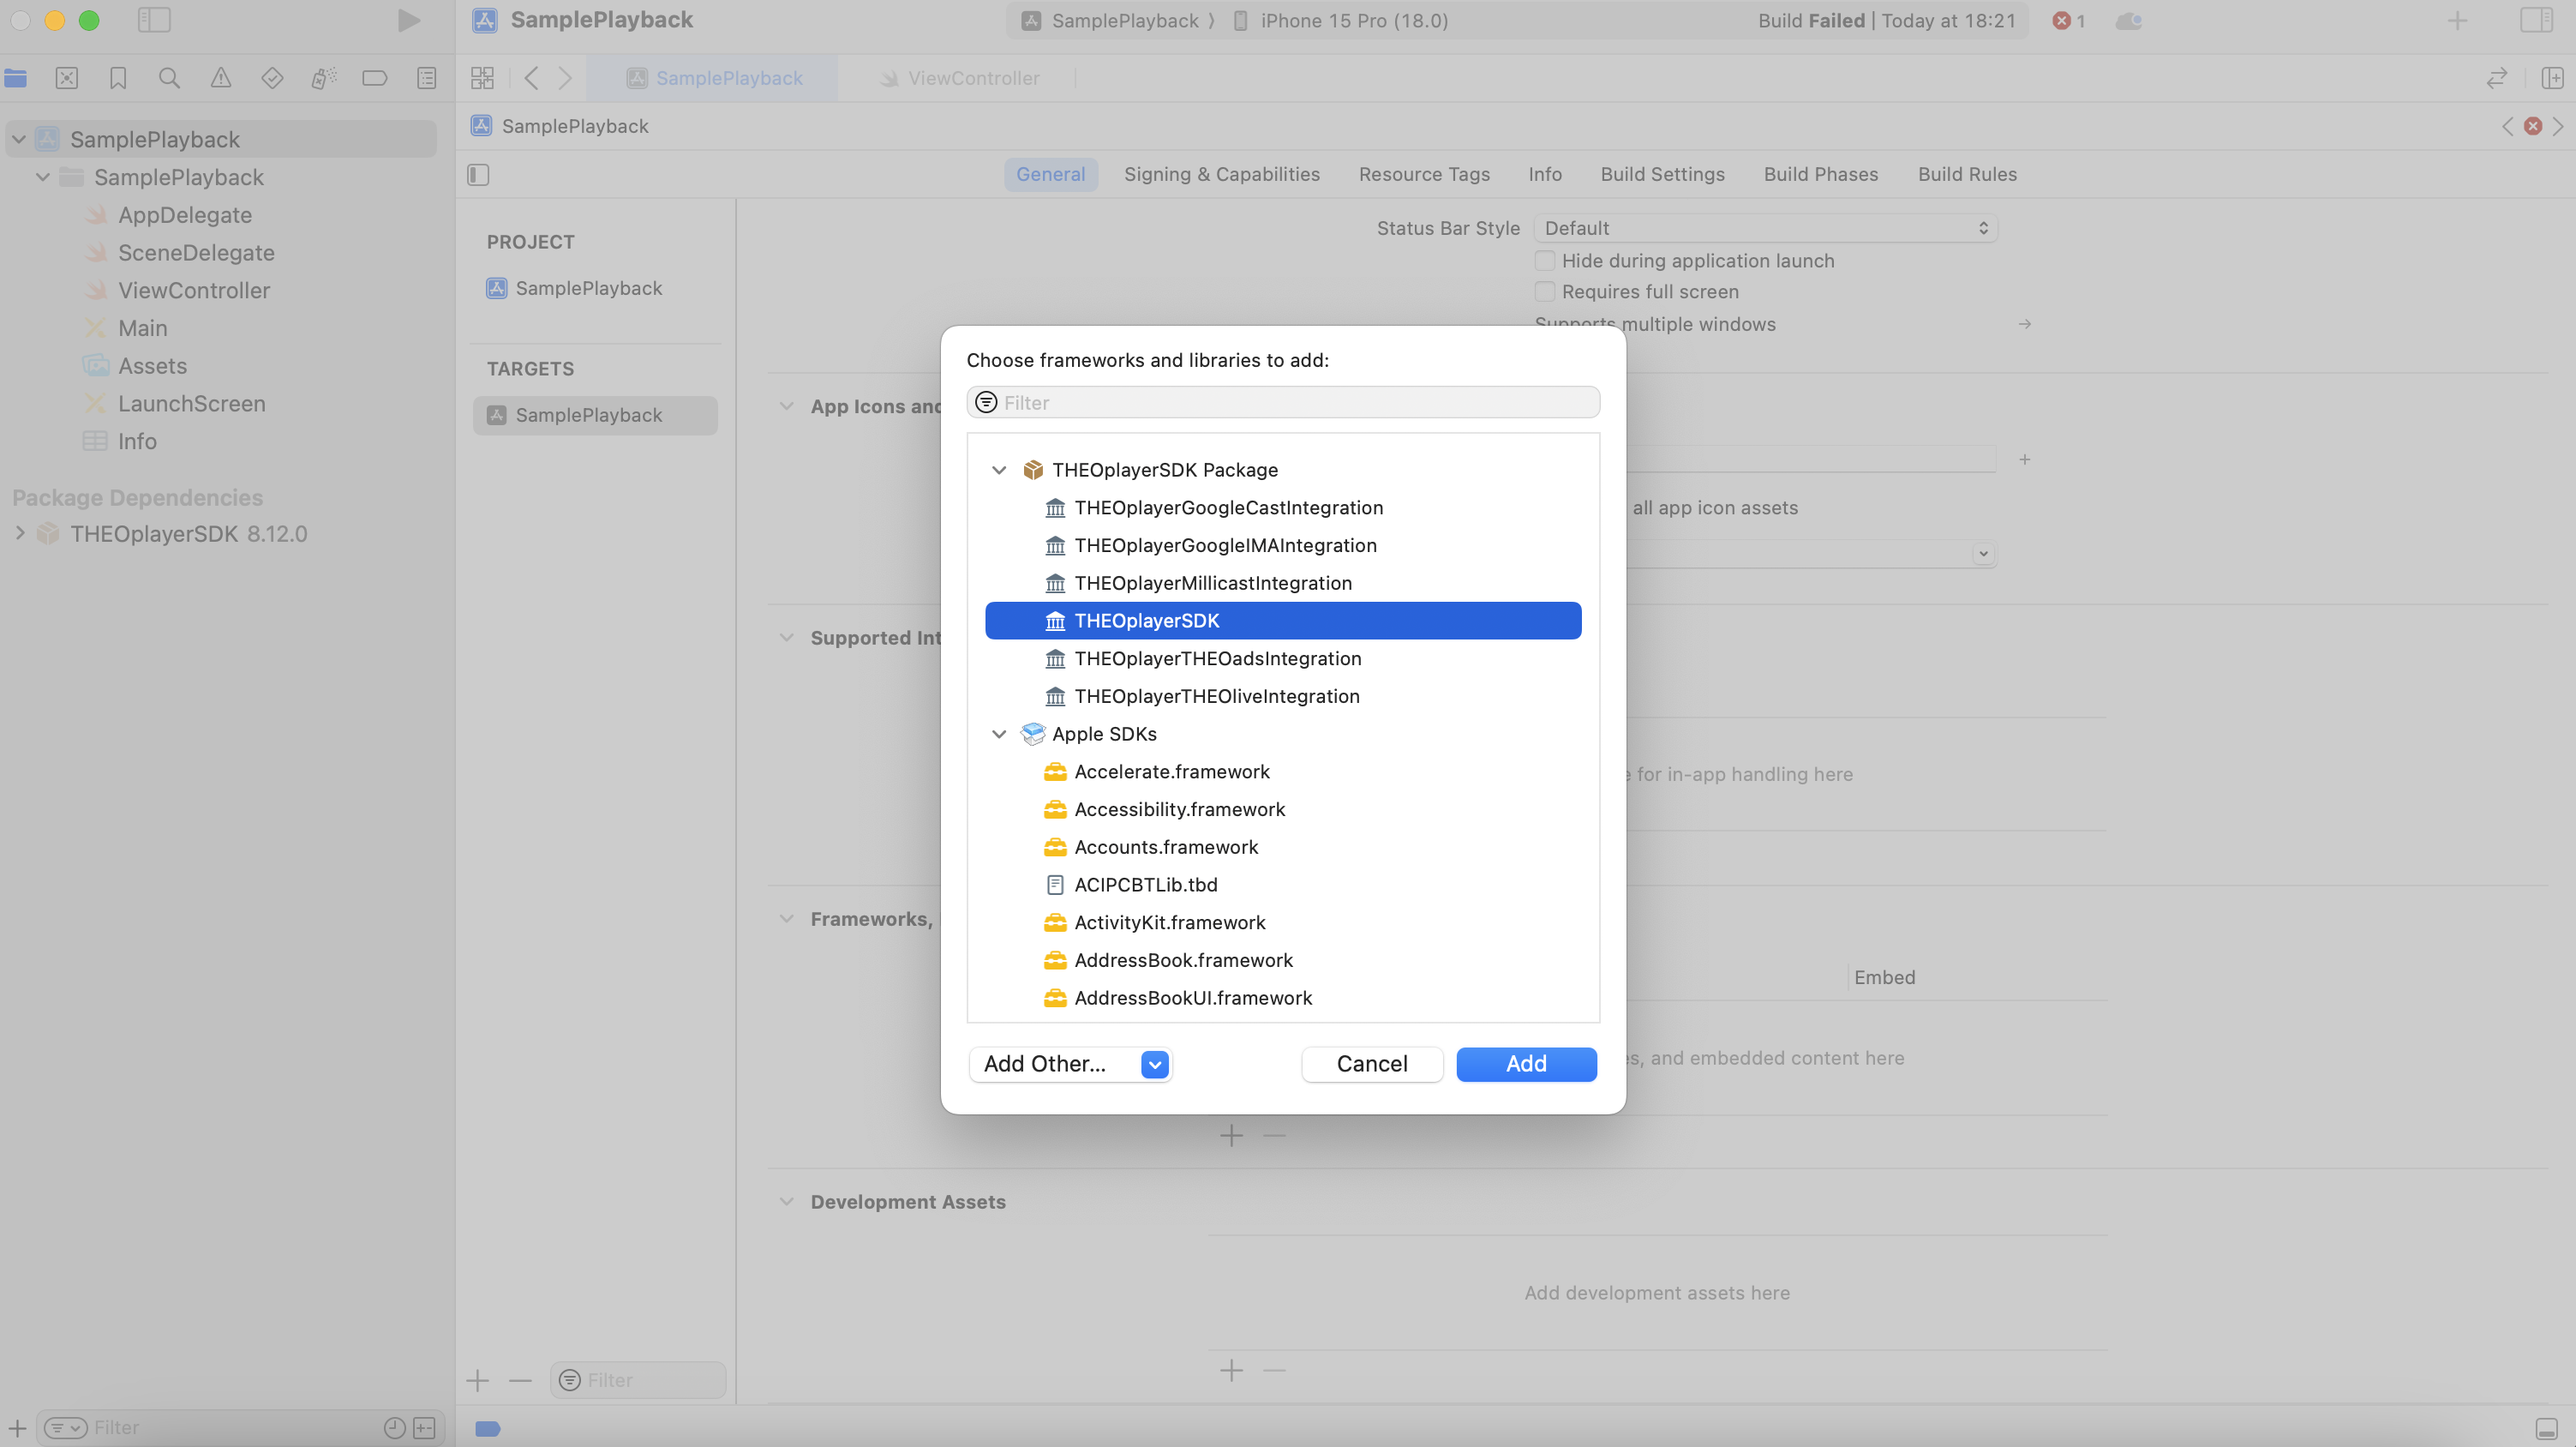 SamplePlayback
SamplePlayback
iPhone 15 Pro (18.0)
Build Failed | Today at 18:21
1
SamplePlayback
ViewController
SamplePlayback
SamplePlayback
AppDelegate
SceneDelegate
ViewController
Main
Assets
LaunchScreen
Info
Package Dependencies
THEOplayerSDK 8.12.0
Filter
SamplePlayback
General
Signing & Capabilities
Resource Tags
Info
Build Settings
Build Phases
Build Rules
PROJECT
SamplePlayback
TARGETS
SamplePlayback
Filter
Status Bar Style
Default
Hide during application launch
Requires full screen
Supports multiple windows
App Icons and
all app icon assets
Supported Int
e for in-app handling here
Frameworks,
Embed
es, and embedded content here
Development Assets
Add development assets here
Choose frameworks and libraries to add:
Filter
THEOplayerSDK Package
THEOplayerGoogleCastIntegration
THEOplayerGoogleIMAIntegration
THEOplayerMillicastIntegration
THEOplayerSDK
THEOplayerTHEOadsIntegration
THEOplayerTHEOliveIntegration
Apple SDKs
Accelerate.framework
Accessibility.framework
Accounts.framework
ACIPCBTLib.tbd
ActivityKit.framework
AddressBook.framework
AddressBookUI.framework
Add Other...
Cancel
Add